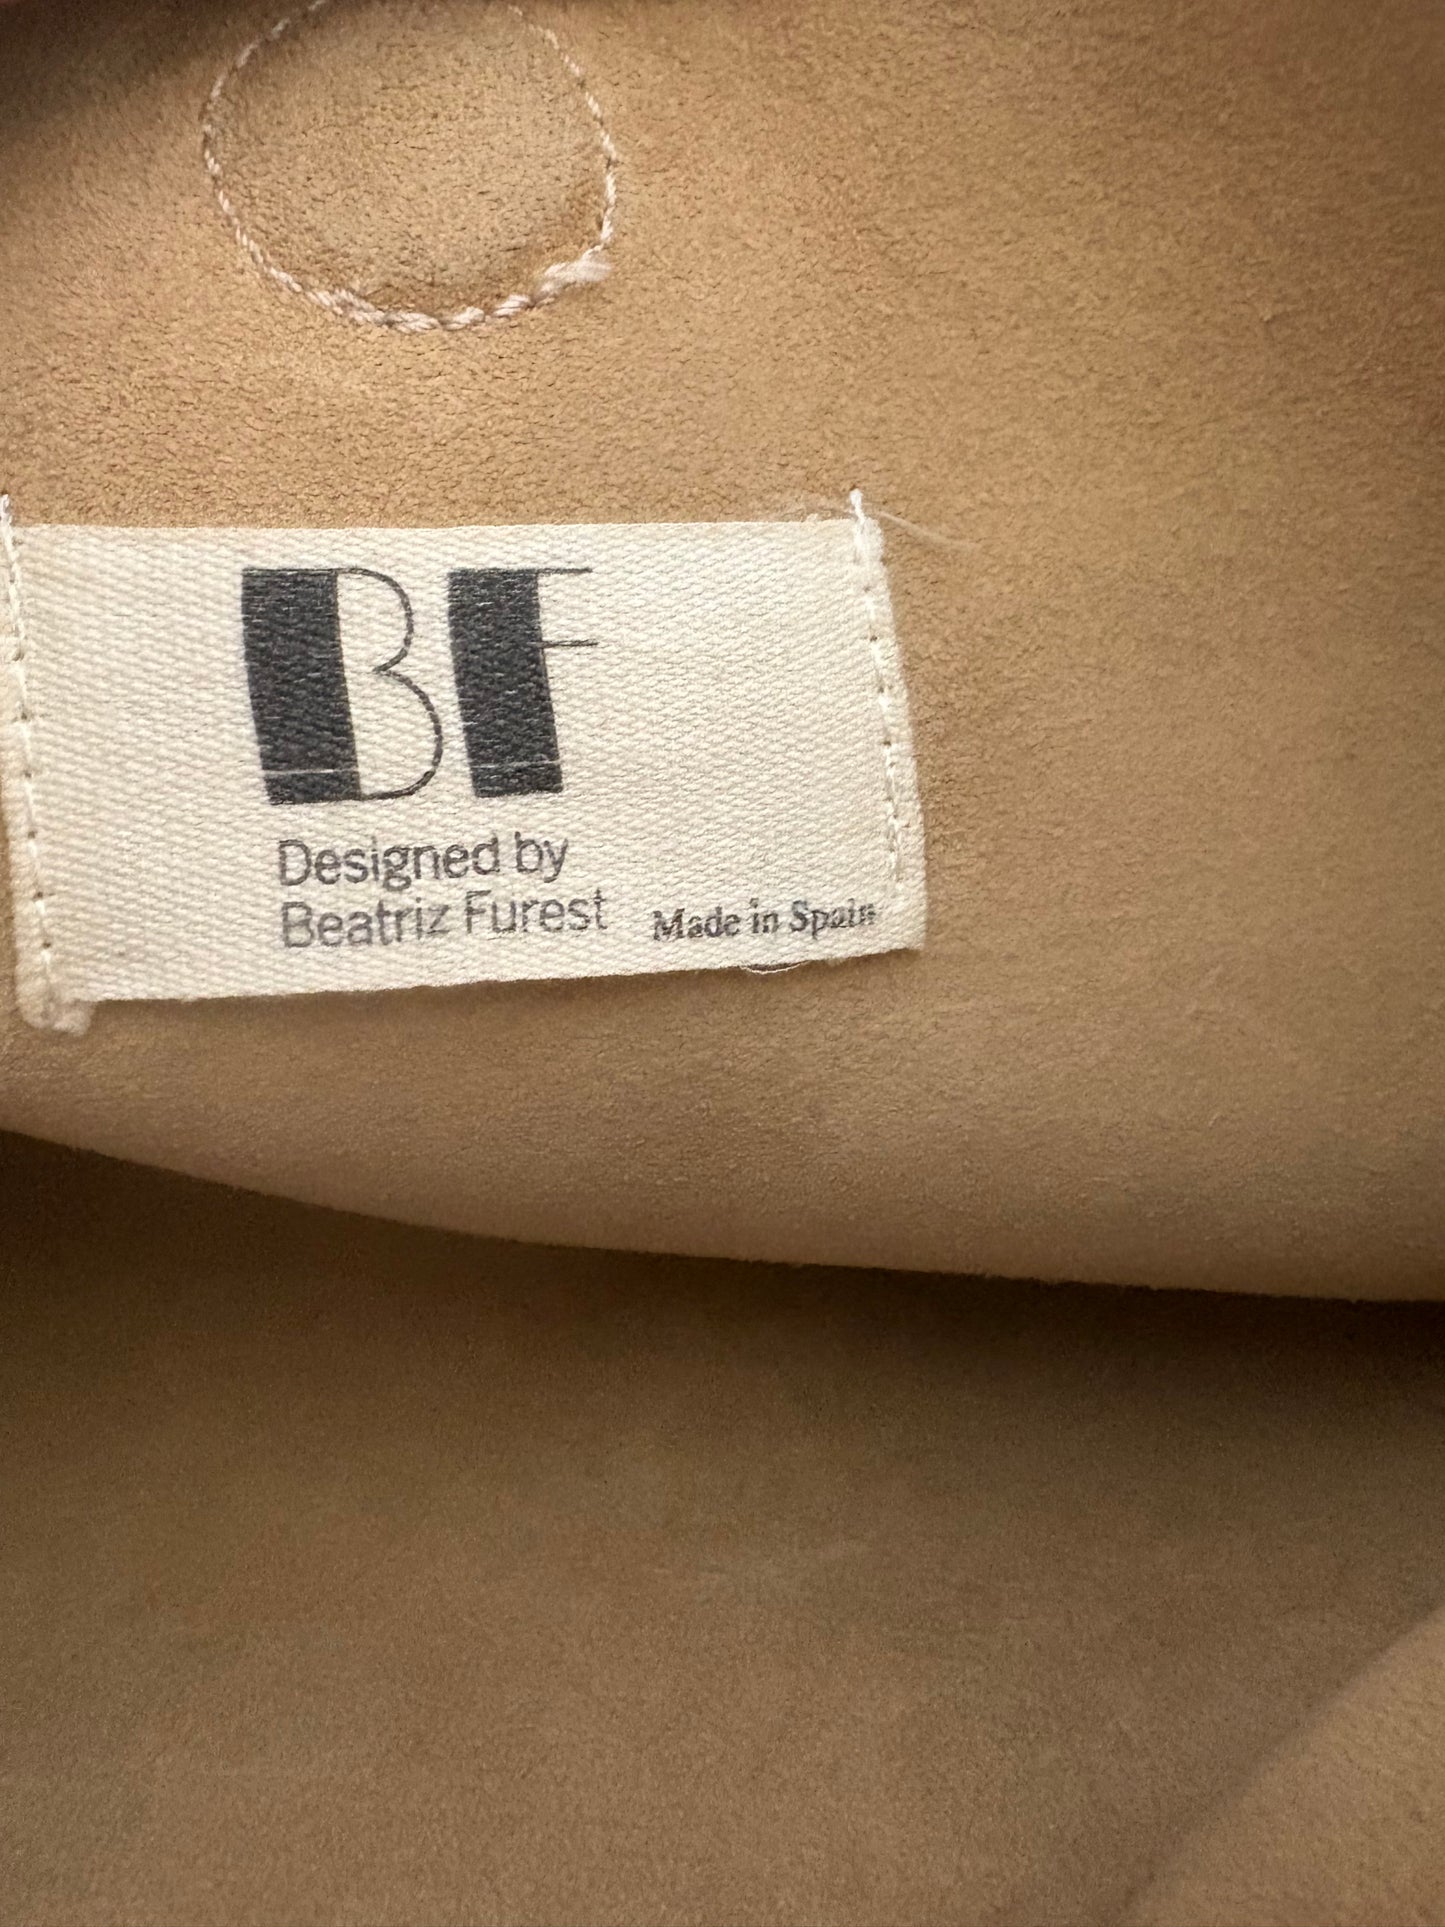 BF
Designed by
Beatriz Furest
Made in Spain